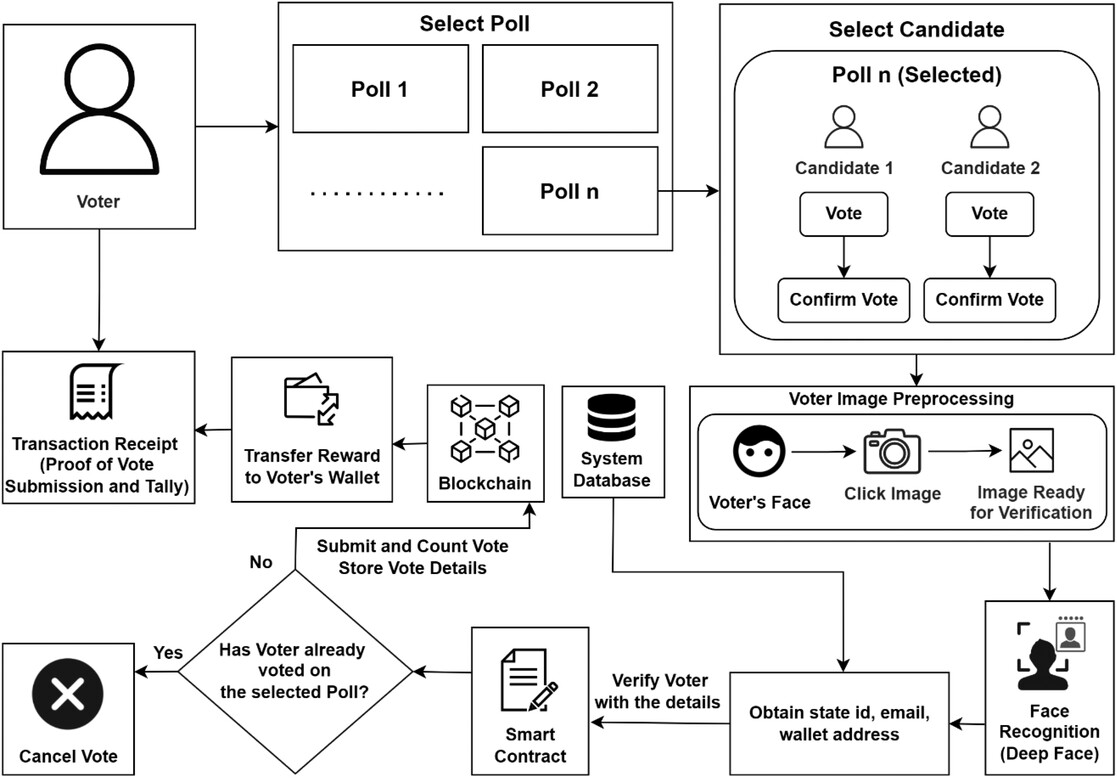 Voter
Select Poll
Poll 1
Poll 2
. . . . . . . . . . . . .
Poll n
Select Candidate
Poll n (Selected)
Candidate 1
Candidate 2
Vote
Vote
Confirm Vote
Confirm Vote
Transaction Receipt
(Proof of Vote
Submission and Tally)
Transfer Reward
to Voter's Wallet
Blockchain
System
Database
Voter Image Preprocessing
Voter's Face
Click Image
Image Ready
for Verification
No
Submit and Count Vote
Store Vote Details
Yes
Has Voter already
voted on
the selected Poll?
Cancel Vote
Smart
Contract
Verify Voter
with the details
Obtain state id, email,
wallet address
Face
Recognition
(Deep Face)